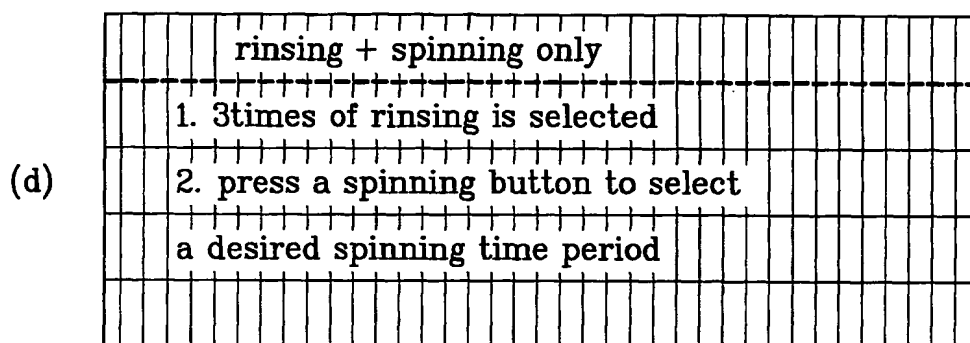 rinsing + spinning only
1. 3times of rinsing is selected
(d)
2. press a spinning button to select
a desired spinning time period